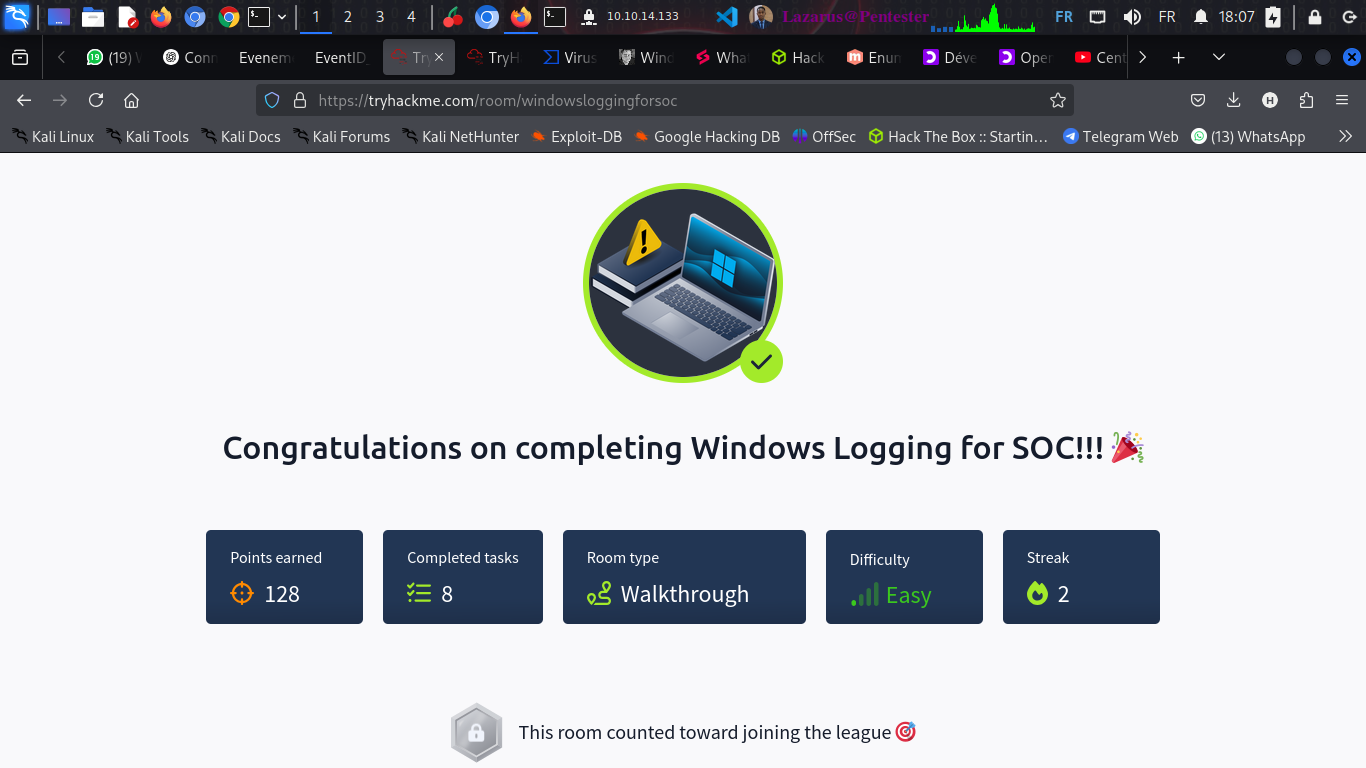 1 2 3 4 10.10.14.133 Lazarus@Pentester FR FR 18:07
(19) Conn Evenem EventID_ Try TryH Virus Wind What Hack Enum Déve Oper Cent
https://tryhackme.com/room/windowsloggingforsoc H
Kali Linux Kali Tools Kali Docs Kali Forums Kali NetHunter Exploit-DB Google Hacking DB OffSec Hack The Box :: Startin… Telegram Web (13) WhatsApp
Congratulations on completing Windows Logging for SOC!!!
Points earned
128
Completed tasks
8
Room type
Walkthrough
Difficulty
Easy
Streak
2
This room counted toward joining the league